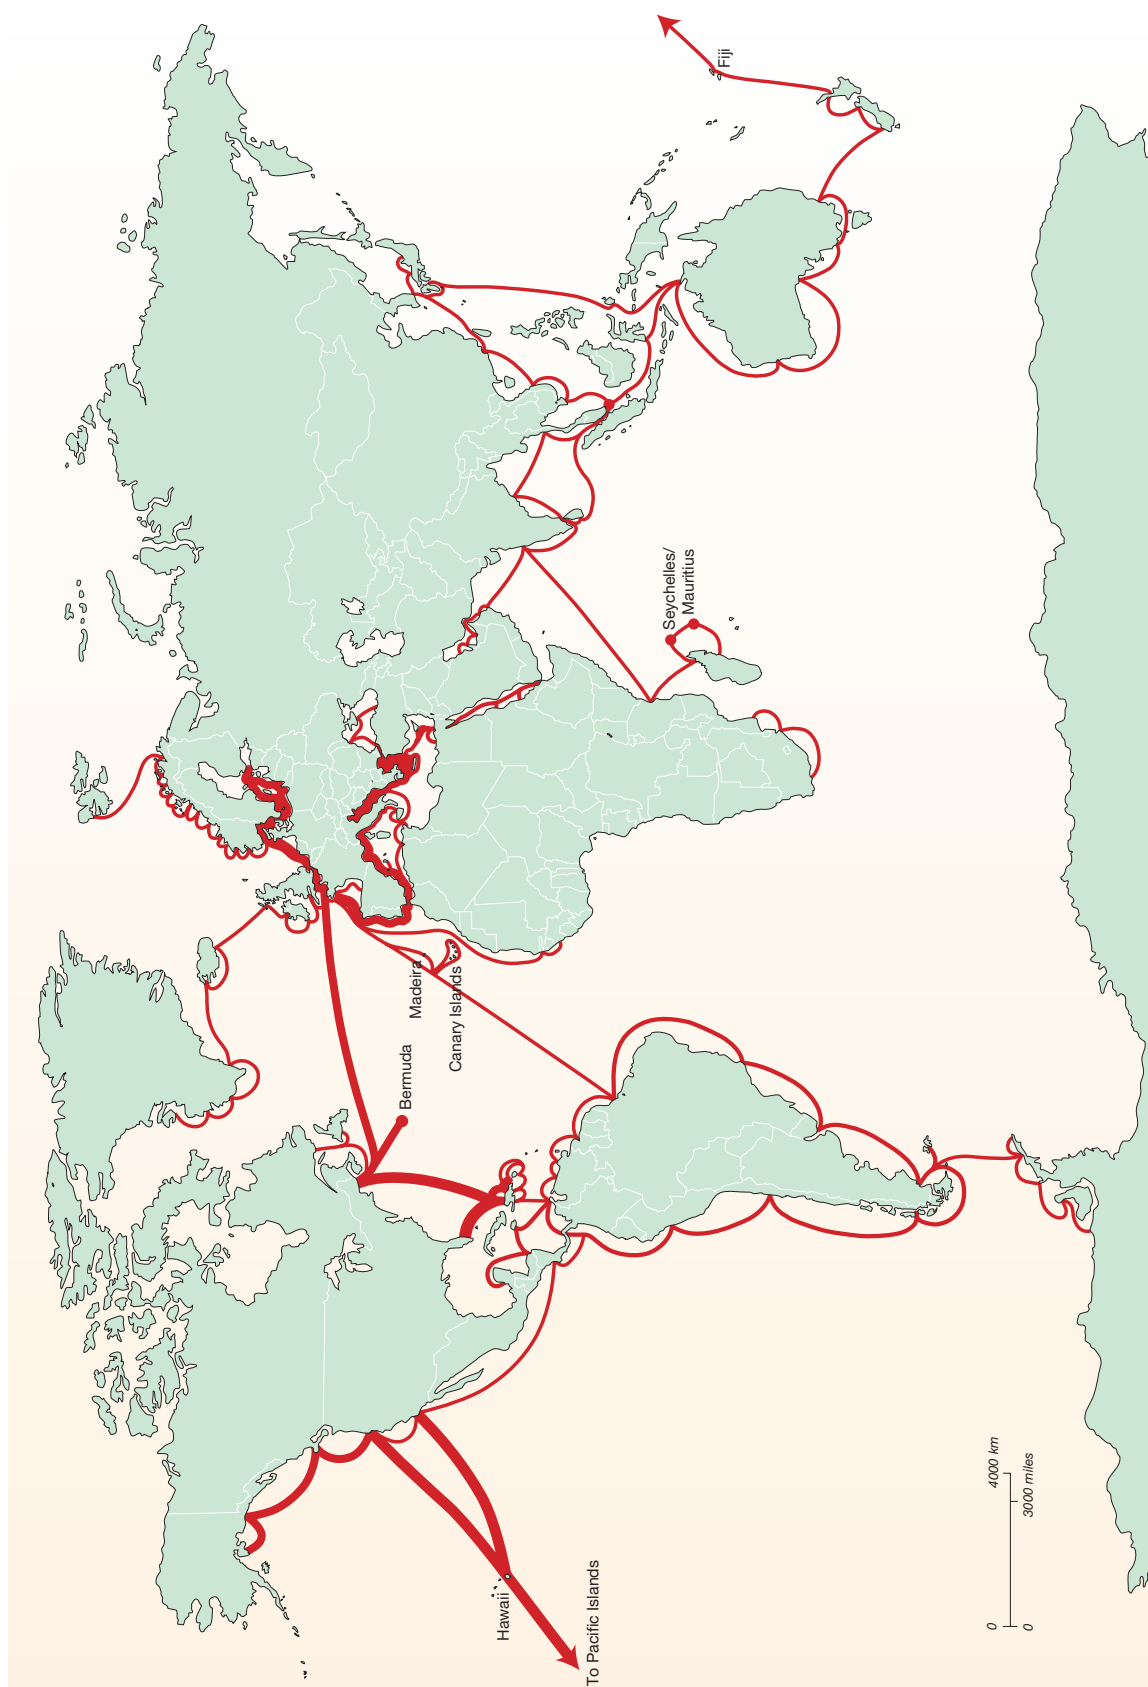 Fiji
Seychelles/
Mauritius
Madeira
Canary Islands
Bermuda
Hawaii
To Pacific Islands
0 4000 km
0 3000 miles